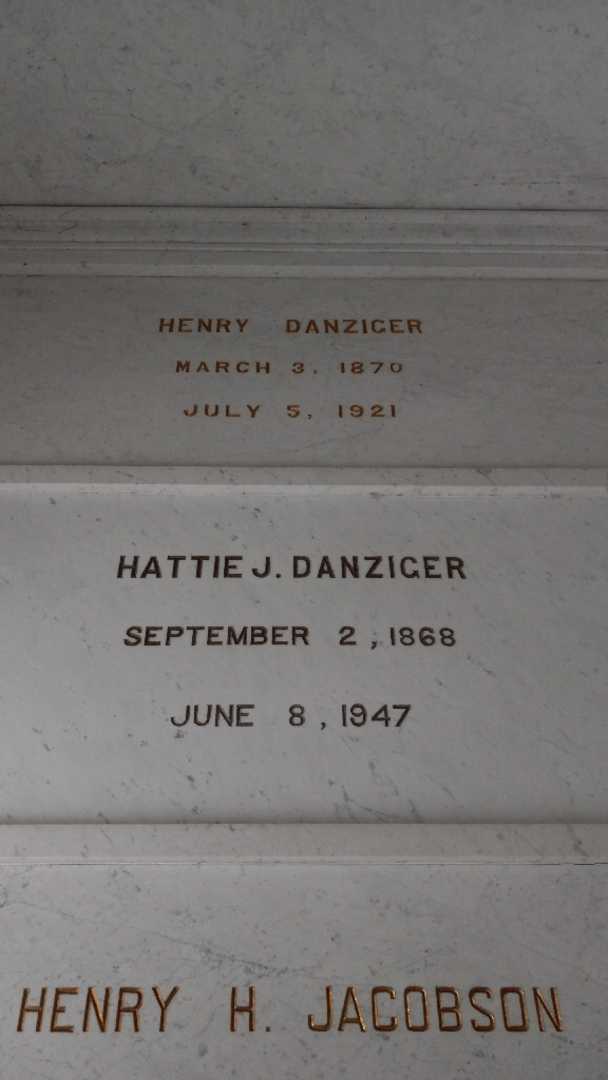 HENRY DANZIGER
MARCH 3, 1870
JULY 5, 1921
HATTIE J. DANZIGER
SEPTEMBER 2, 1868
JUNE 8, 1947
HENRY H. JACOBSON